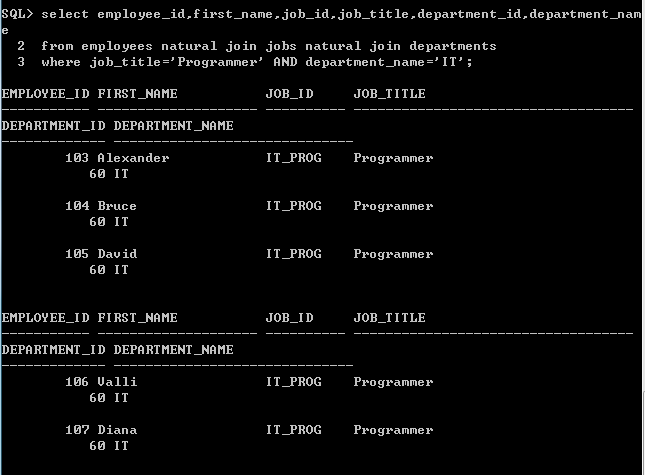 SQL> select employee_id,first_name,job_id,job_title,department_id,department_nam
e
  2  from employees natural join jobs natural join departments
  3  where job_title='Programmer' AND department_name='IT';
EMPLOYEE_ID FIRST_NAME           JOB_ID     JOB_TITLE
----------- -------------------- ---------- -----------------------------------
DEPARTMENT_ID DEPARTMENT_NAME
------------- ------------------------------
        103 Alexander            IT_PROG    Programmer
           60 IT
        104 Bruce                IT_PROG    Programmer
           60 IT
        105 David                IT_PROG    Programmer
           60 IT
EMPLOYEE_ID FIRST_NAME           JOB_ID     JOB_TITLE
----------- -------------------- ---------- -----------------------------------
DEPARTMENT_ID DEPARTMENT_NAME
------------- ------------------------------
        106 Valli                IT_PROG    Programmer
           60 IT
        107 Diana                IT_PROG    Programmer
           60 IT